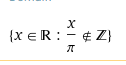 {x ∈ ℝ : x/π ∉ ℤ}